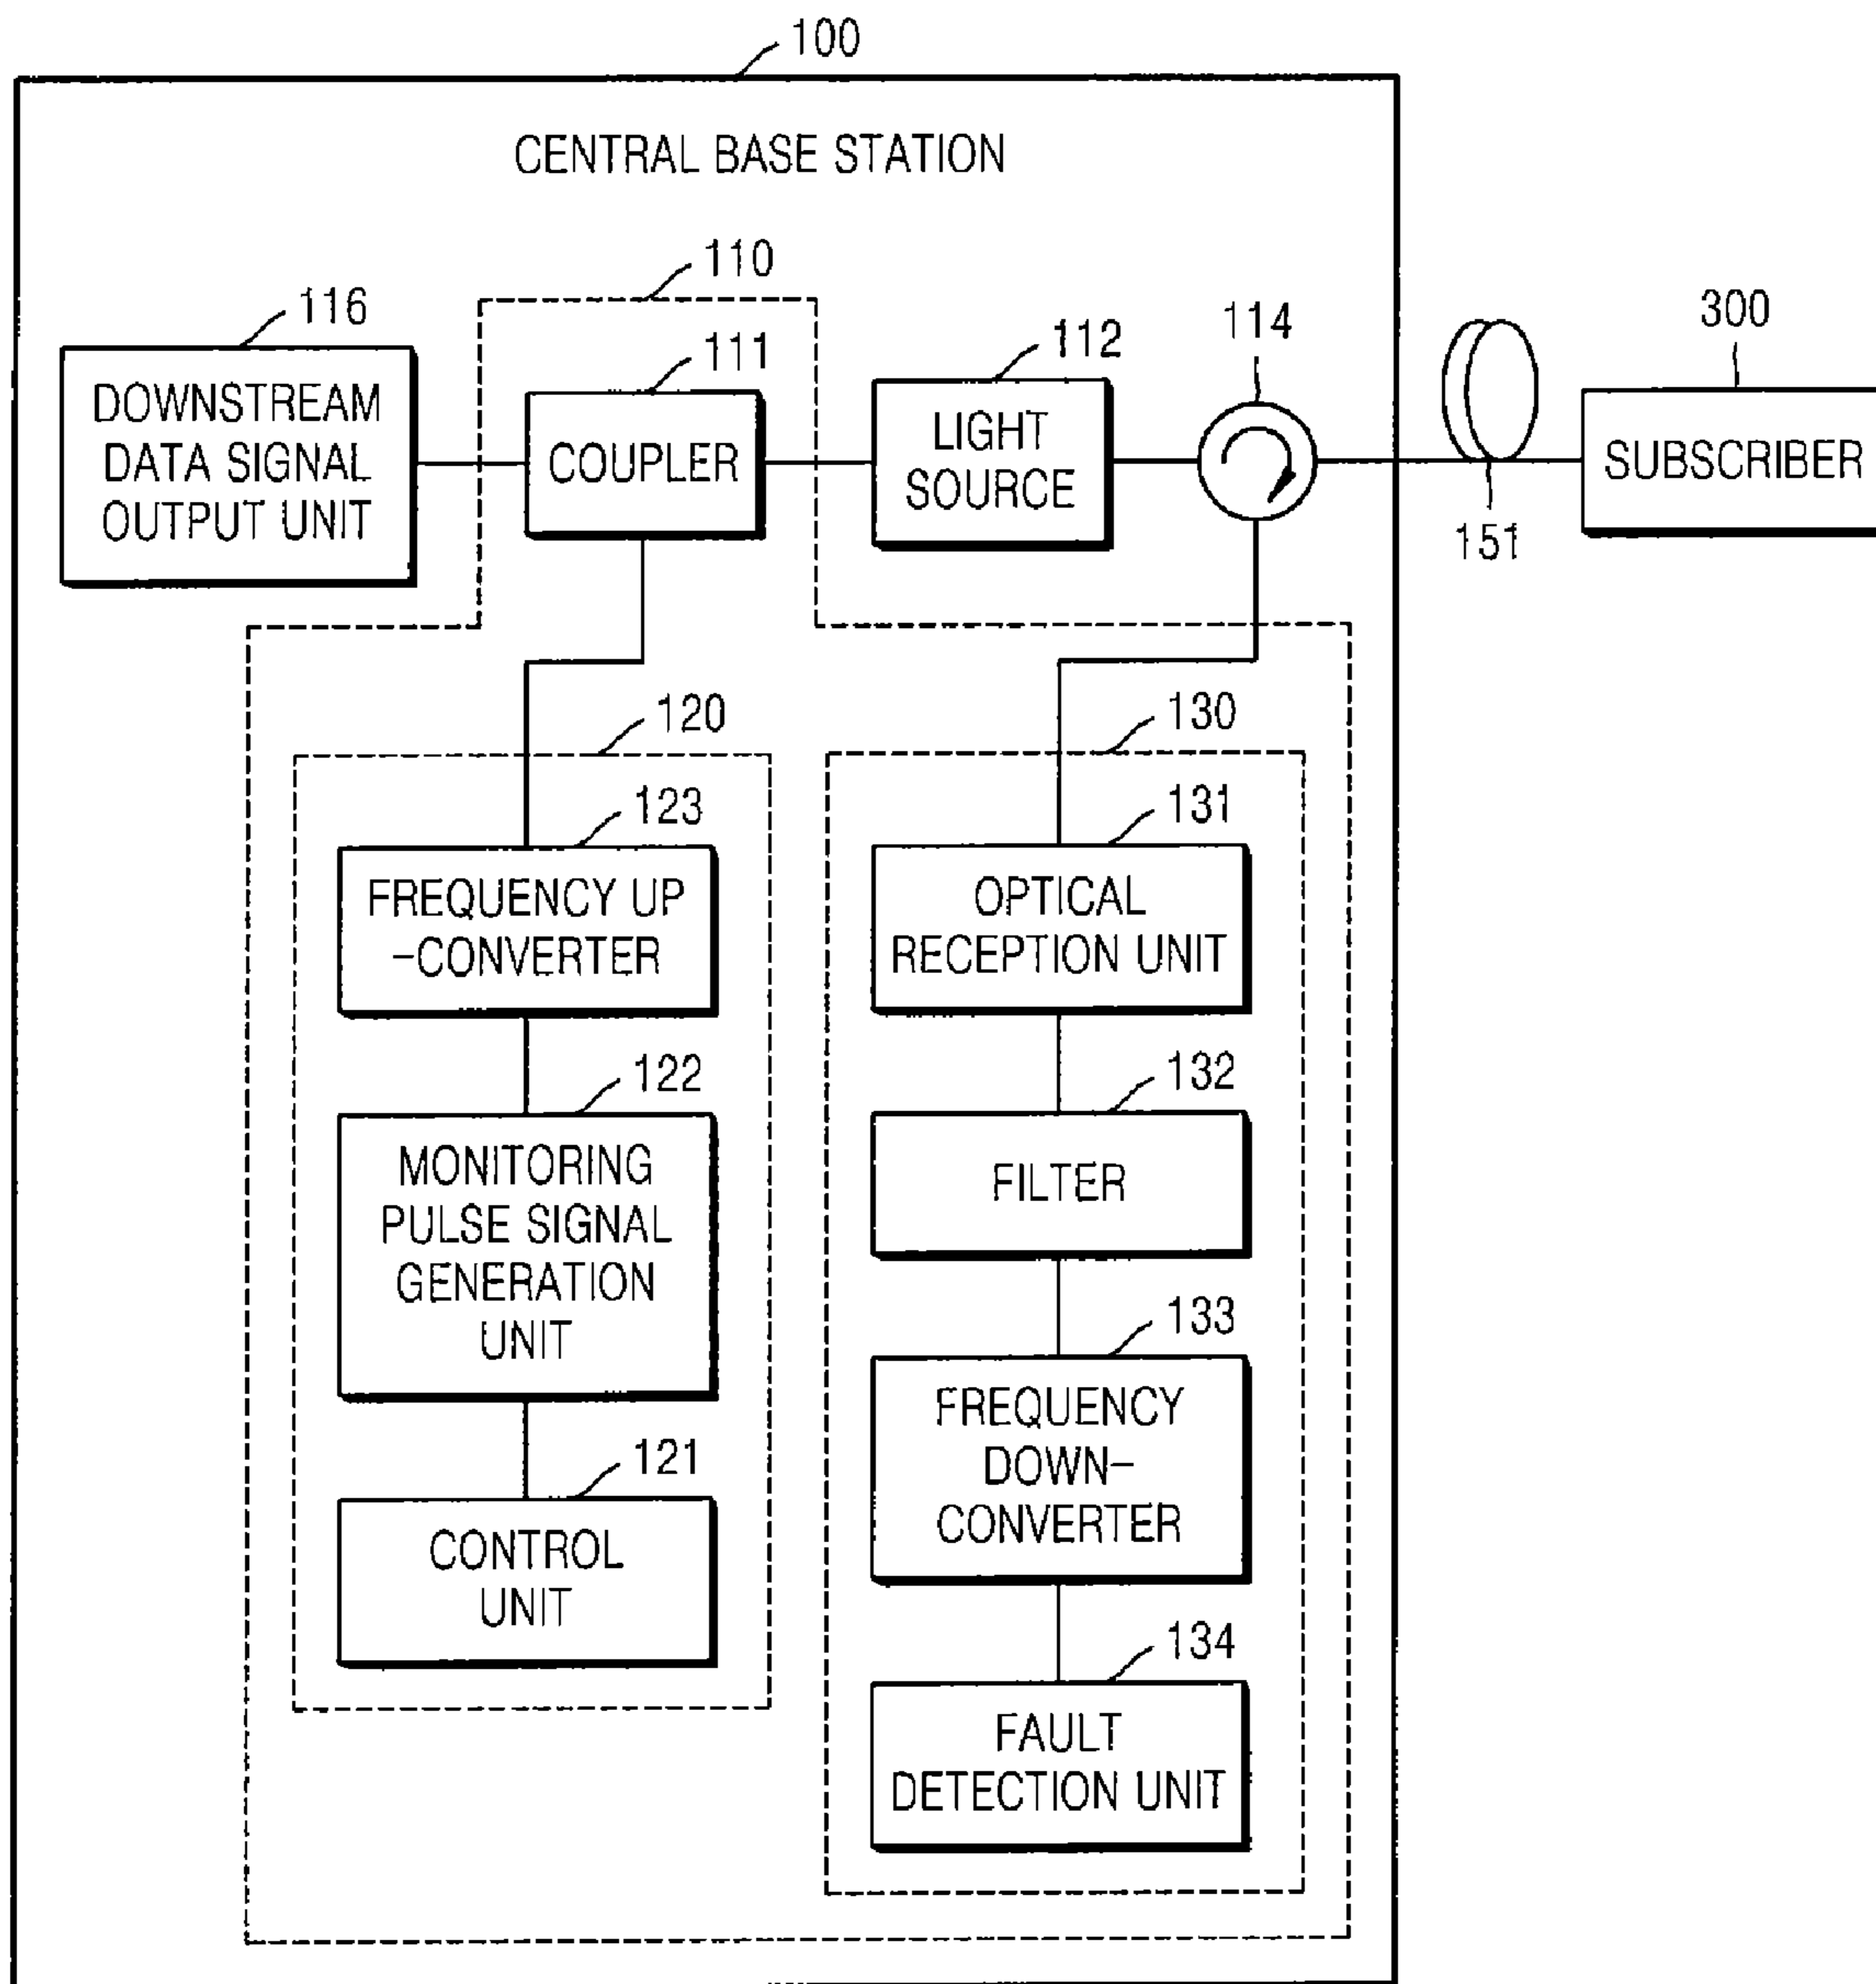 100
CENTRAL BASE STATION
110
116
111
112
114
300
DOWNSTREAM
DATA SIGNAL
OUTPUT UNIT
COUPLER
LIGHT
SOURCE
SUBSCRIBER
151
120
130
123
FREQUENCY UP
-CONVERTER
131
OPTICAL
RECEPTION UNIT
122
MONITORING
PULSE SIGNAL
GENERATION
UNIT
132
FILTER
133
FREQUENCY
DOWN-
CONVERTER
121
CONTROL
UNIT
134
FAULT
DETECTION UNIT